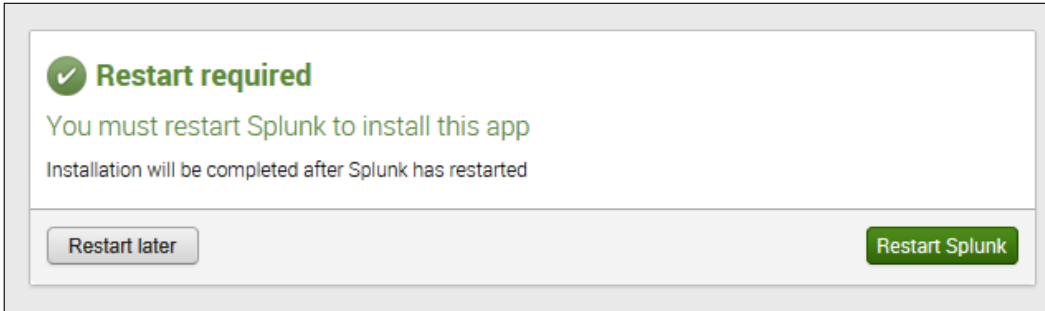 Restart required
You must restart Splunk to install this app
Installation will be completed after Splunk has restarted
Restart later
Restart Splunk